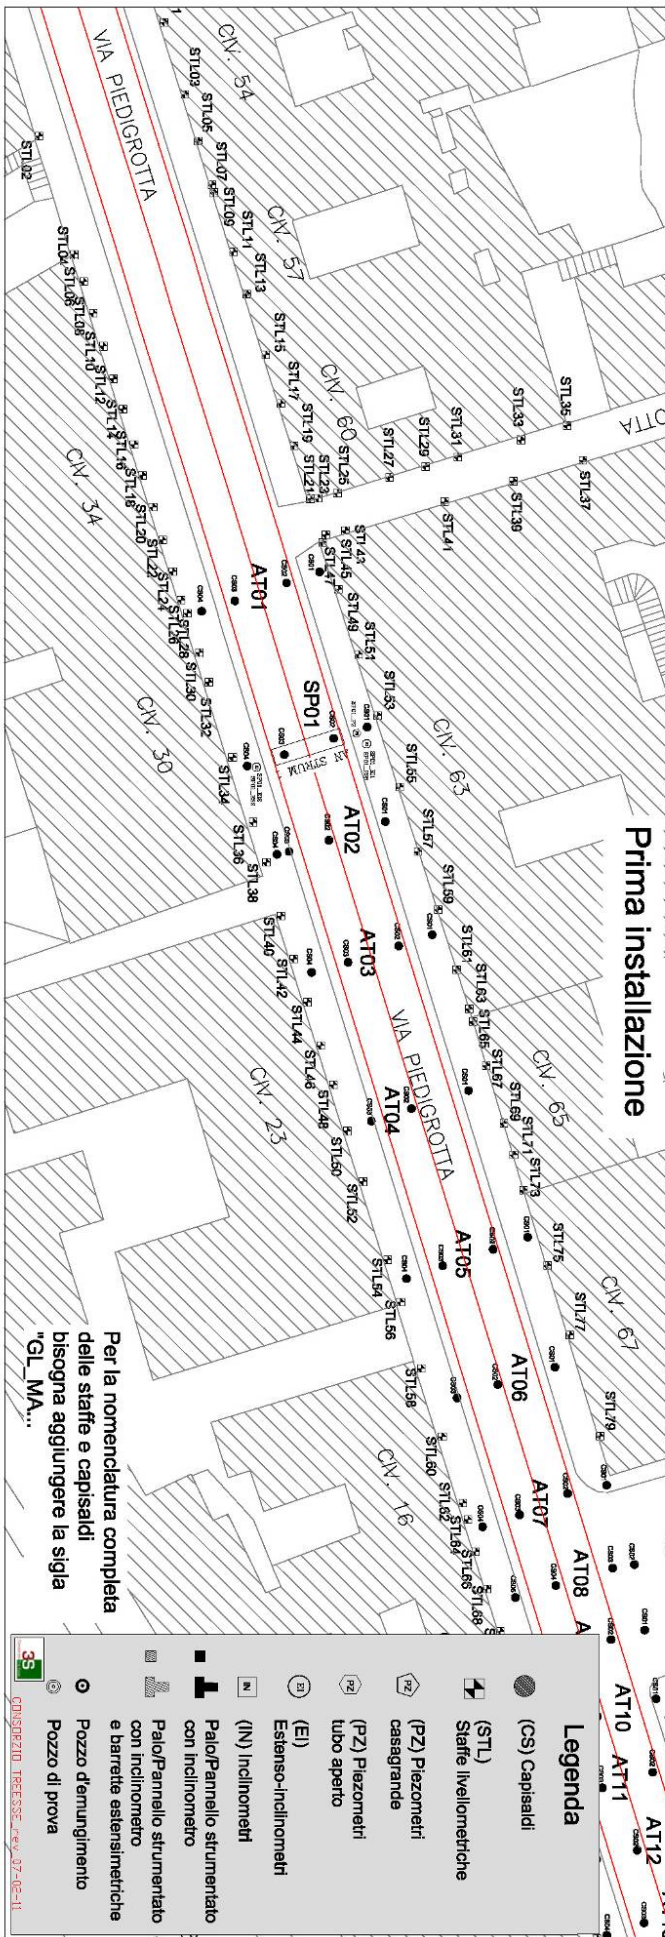 Prima installazione
VIA PIEDIGROTTA
CIV. 54
CIV. 57
CIV. 60
CIV. 63
CIV. 65
CIV. 67
OTTA
STL03
STL05
STL07
STL09
STL11
STL13
STL15
STL17
STL19
STL21
STL23
STL25
STL27
STL29
STL31
STL33
STL35
STL37
STL39
STL41
STL43
STL45
STL47
STL49
STL51
STL53
STL55
STL57
STL59
STL61
STL63
STL65
STL67
STL69
STL71
STL73
STL75
STL77
STL79
AT01
SP01
AT02
AT03
VIA PIEDIGROTTA
AT04
AT05
AT06
AT07
AT08
AT10
AT11
AT12
STL02
STL04
STL06
STL08
STL10
STL12
STL14
STL16
STL18
STL20
STL22
STL24
STL26
STL28
STL30
STL32
STL34
STL36
STL38
STL40
STL42
STL44
STL46
STL48
STL50
STL52
STL54
STL56
STL58
STL60
STL62
STL64
STL66
STL68
CIV. 34
CIV. 30
CIV. 23
CIV. 16
Per la nomenclatura completa
delle staffe e capisaldi
bisogna aggiungere la sigla
"GL_MA...
Legenda
(CS) Capisaldi
(STL)
Staffe livellometriche
PZ
(PZ) Piezometri
casagrande
PZ
(PZ) Piezometri
tubo aperto
EI
(EI)
Estenso-inclinometri
IN
(IN) Inclinometri
Palo/Pannello strumentato
con inclinometro
Palo/Pannello strumentato
con inclinometro
e barrette estensimetriche
Pozzo d'emungimento
Pozzo di prova
3S
CONSORZIO TREESSE_rev_07-02-11